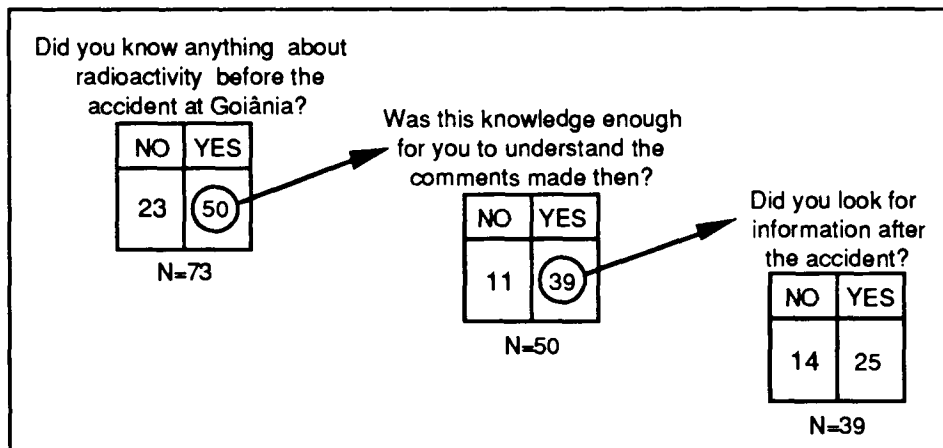 Did you know anything about
radioactivity before the
accident at Goiânia?
NO YES
23 50
N=73
Was this knowledge enough
for you to understand the
comments made then?
NO YES
11 39
N=50
Did you look for
information after
the accident?
NO YES
14 25
N=39